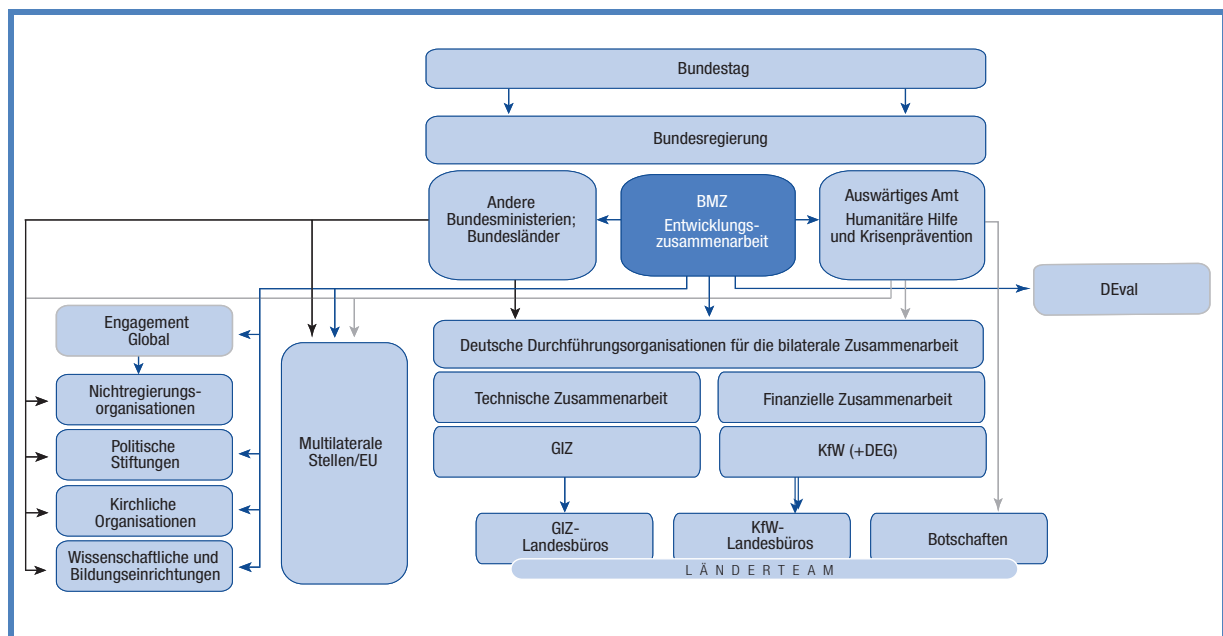 Bundestag
Bundesregierung
Andere
Bundesministerien;
Bundesländer
BMZ
Entwicklungs-
zusammenarbeit
Auswärtiges Amt
Humanitäre Hilfe
und Krisenprävention
DEval
Engagement
Global
Nichtregierungs-
organisationen
Politische
Stiftungen
Kirchliche
Organisationen
Wissenschaftliche und
Bildungseinrichtungen
Multilaterale
Stellen/EU
Deutsche Durchführungsorganisationen für die bilaterale Zusammenarbeit
Technische Zusammenarbeit
Finanzielle Zusammenarbeit
GIZ
KfW (+DEG)
GIZ-
Landesbüros
KfW-
Landesbüros
Botschaften
LÄNDERTEAM